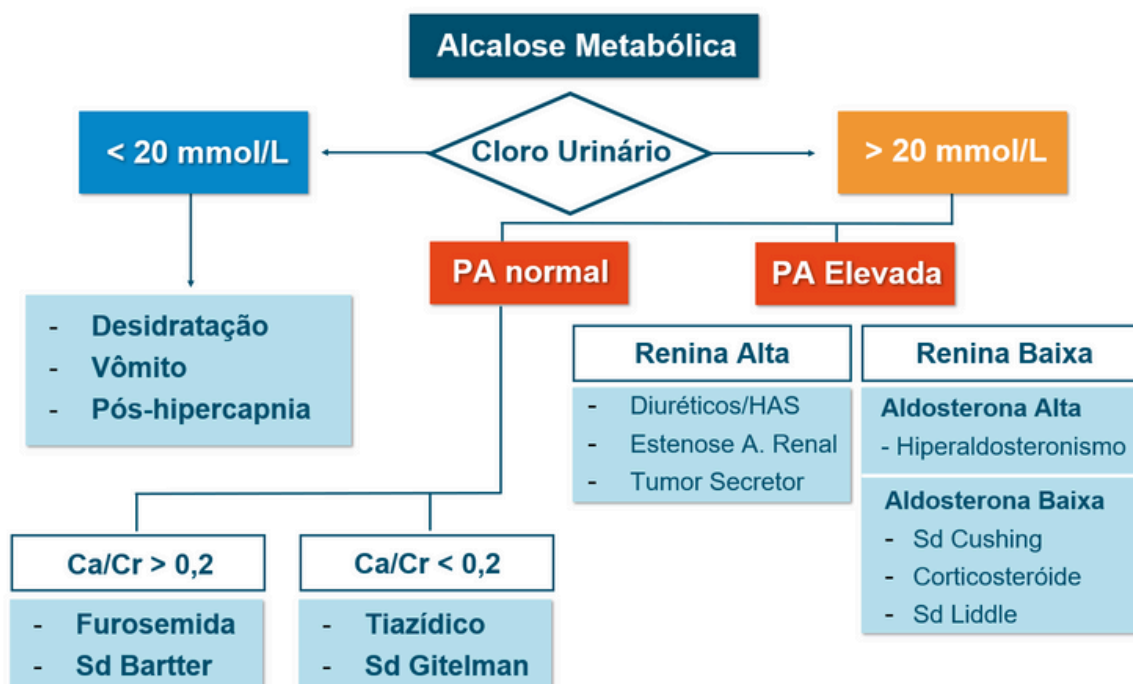 Alcalose Metabólica
< 20 mmol/L
Cloro Urinário
> 20 mmol/L
PA normal
PA Elevada
- Desidratação
- Vômito
- Pós-hipercapnia
Renina Alta
- Diuréticos/HAS
- Estenose A. Renal
- Tumor Secretor
Renina Baixa
Aldosterona Alta
- Hiperaldosteronismo
Aldosterona Baixa
- Sd Cushing
- Corticosteróide
- Sd Liddle
Ca/Cr > 0,2
- Furosemida
- Sd Bartter
Ca/Cr < 0,2
- Tiazídico
- Sd Gitelman